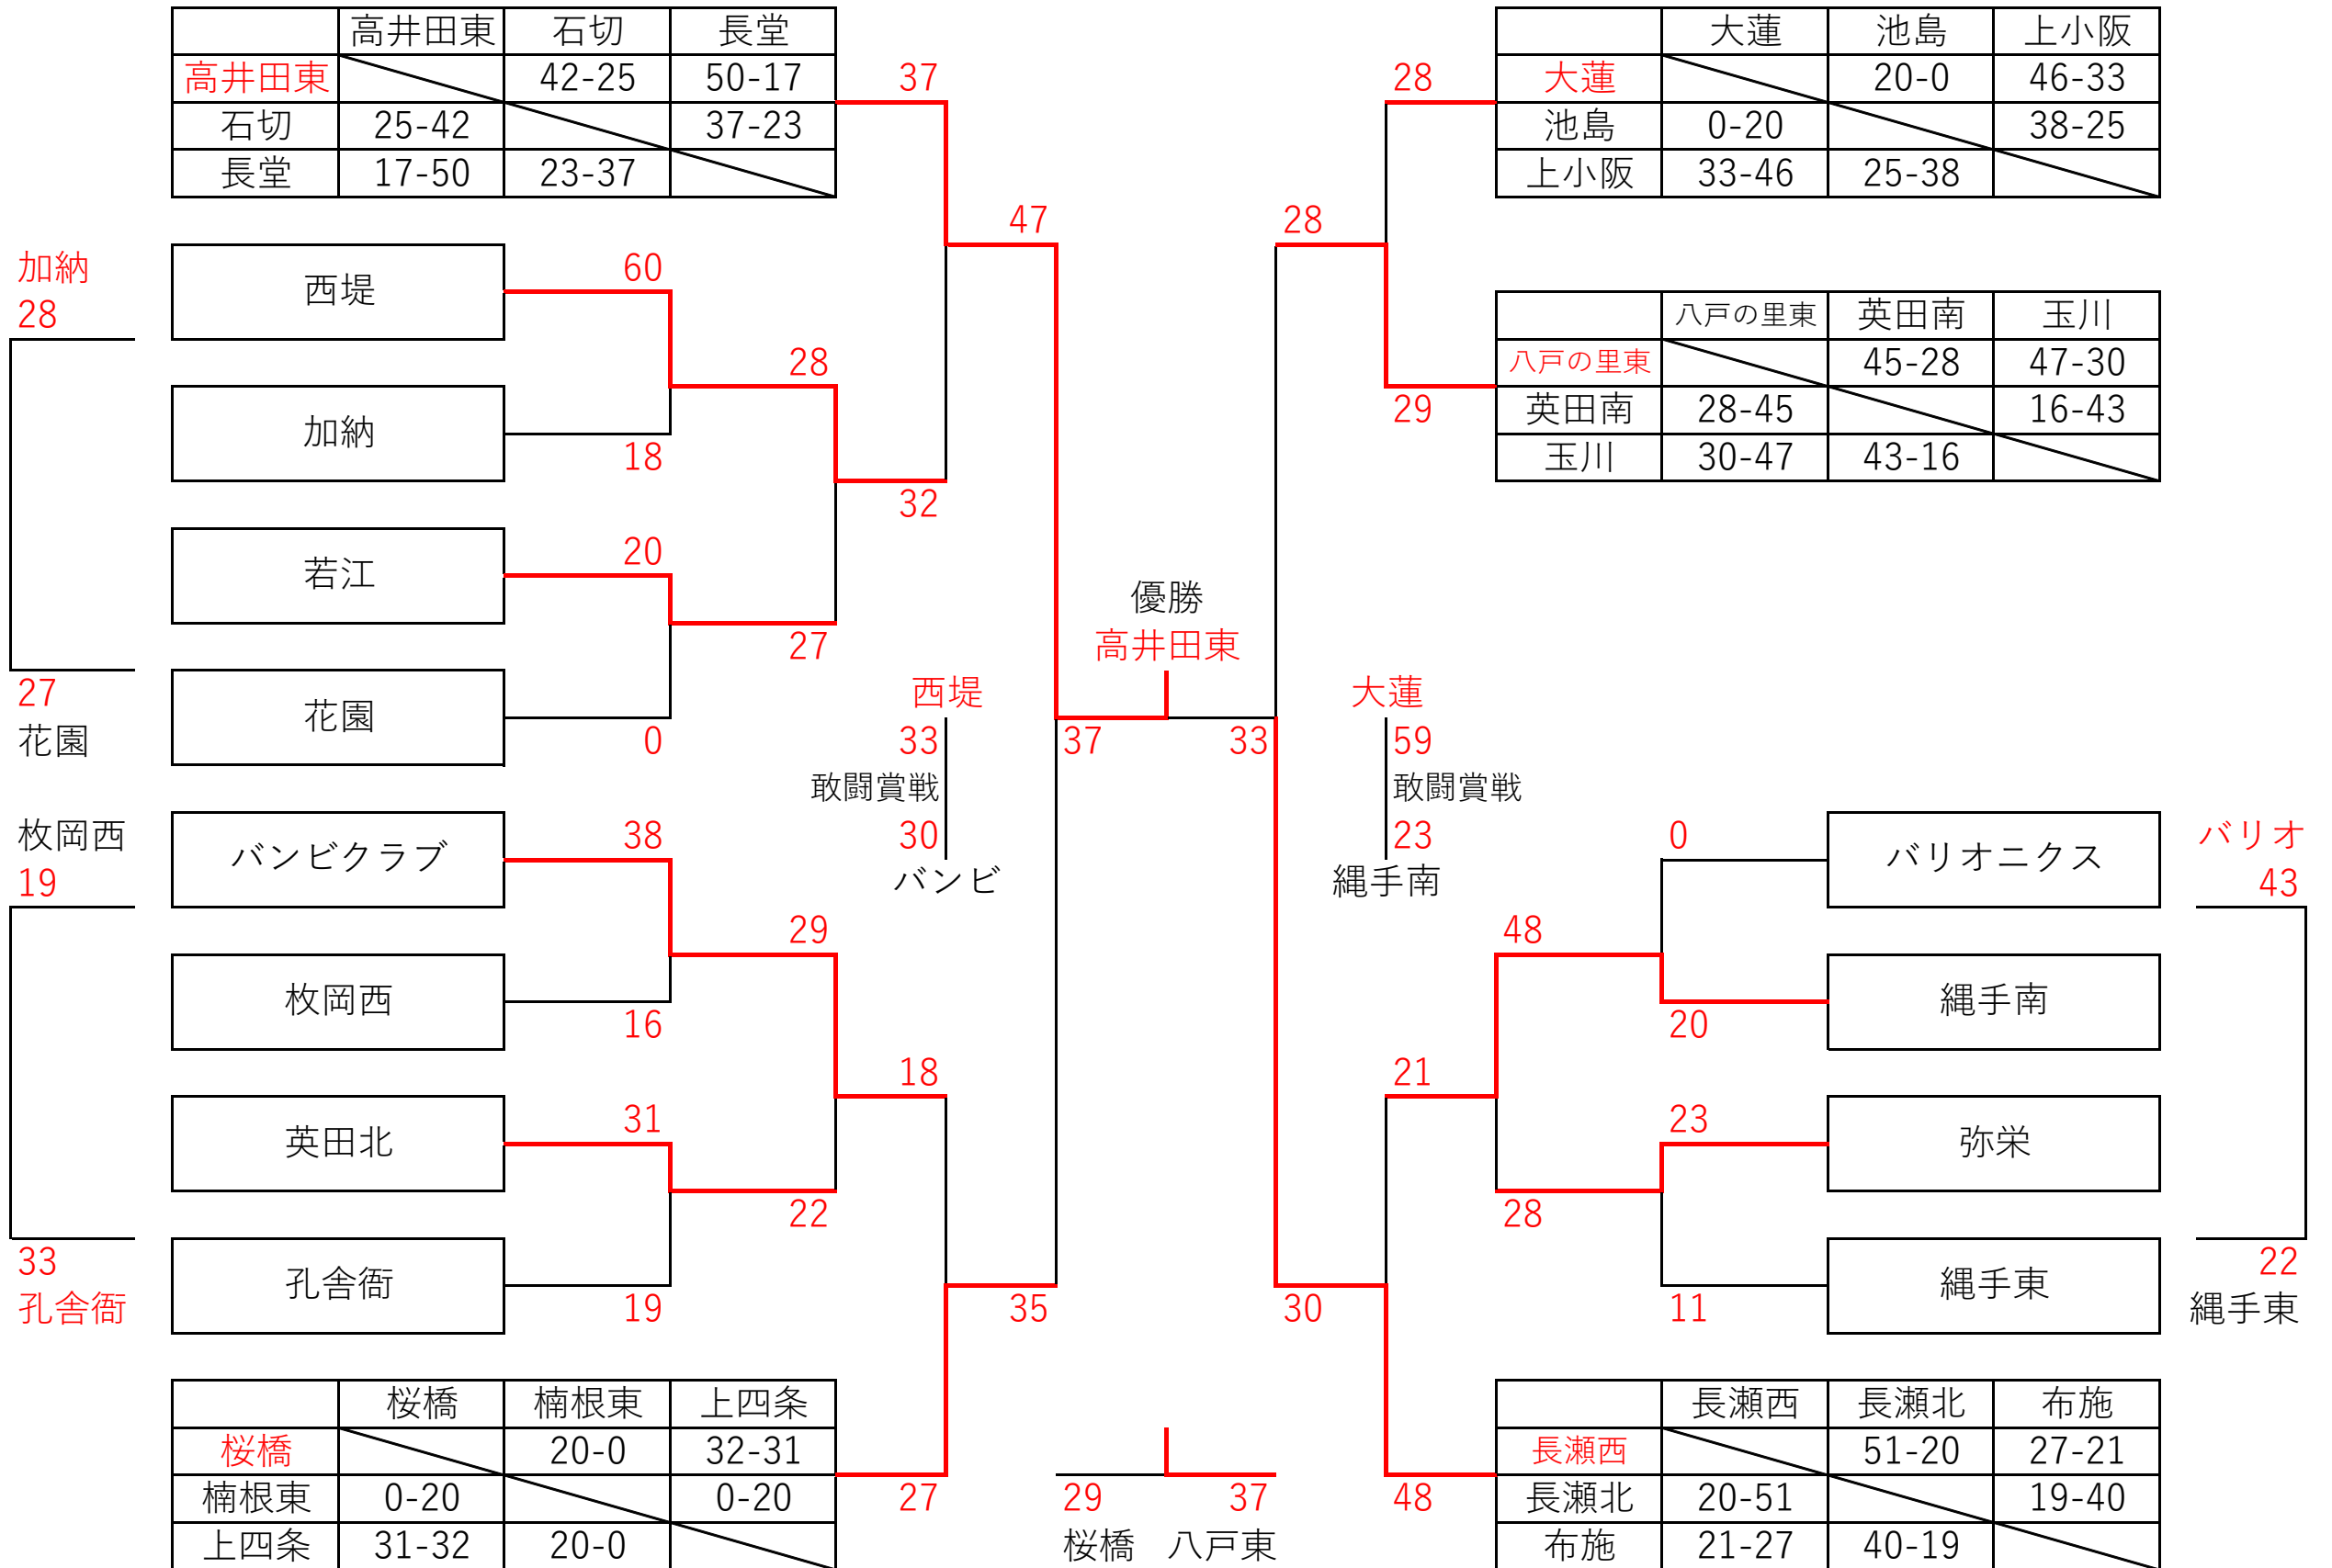 高井田東 石切 長堂
高井田東 42-25 50-17
石切 25-42 37-23
長堂 17-50 23-37
37
47
加納
28
27
花園
西堤
加納
若江
花園
60
18
20
0
28
27
32
枚岡西
19
33
孔舎衙
バンビクラブ
枚岡西
英田北
孔舎衙
38
16
31
19
29
22
18
35
27
桜橋 楠根東 上四条
桜橋 20-0 32-31
楠根東 0-20 0-20
上四条 31-32 20-0
西堤
33
敢闘賞戦
30
バンビ
優勝
高井田東
37 33
大蓮
59
敢闘賞戦
23
縄手南
29 37
桜橋 八戸東
大蓮 池島 上小阪
大蓮 20-0 46-33
池島 0-20 38-25
上小阪 33-46 25-38
28
28
29
八戸の里東 英田南 玉川
八戸の里東 45-28 47-30
英田南 28-45 16-43
玉川 30-47 43-16
バリオニクス
縄手南
弥栄
縄手東
0
20
23
11
48
28
21
30
48
バリオ
43
22
縄手東
長瀬西 長瀬北 布施
長瀬西 51-20 27-21
長瀬北 20-51 19-40
布施 21-27 40-19